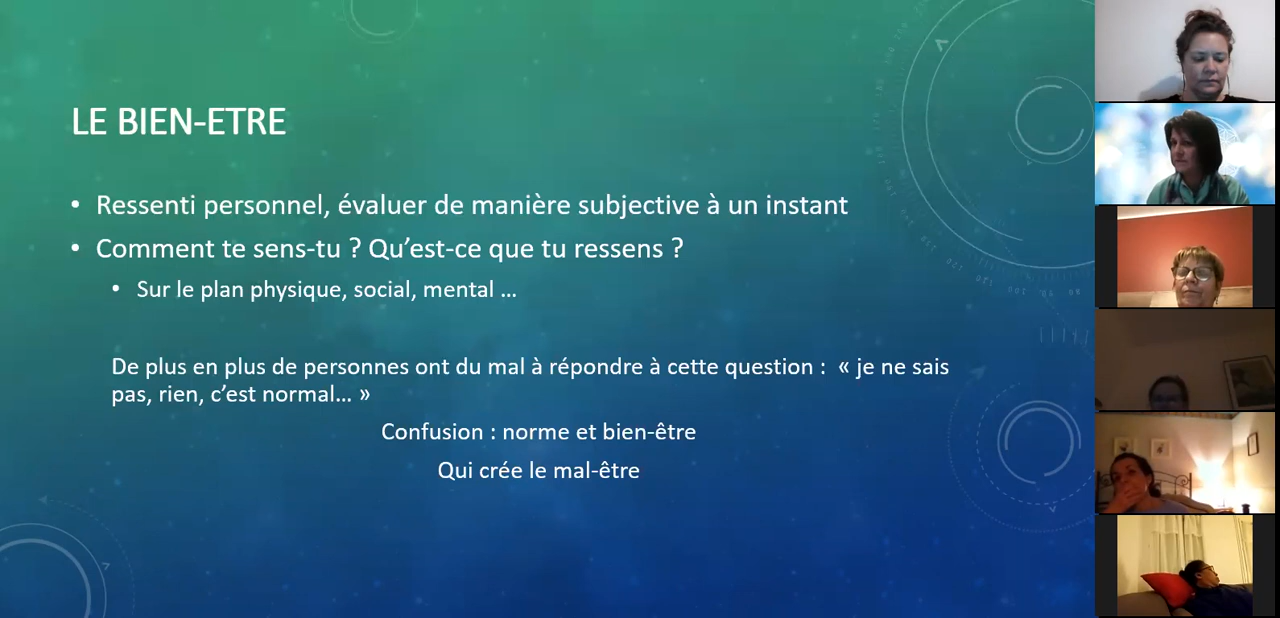 LE BIEN-ETRE
• Ressenti personnel, évaluer de manière subjective à un instant
• Comment te sens-tu ? Qu’est-ce que tu ressens ?
• Sur le plan physique, social, mental …
De plus en plus de personnes ont du mal à répondre à cette question : « je ne sais
pas, rien, c’est normal… »
Confusion : norme et bien-être
Qui crée le mal-être